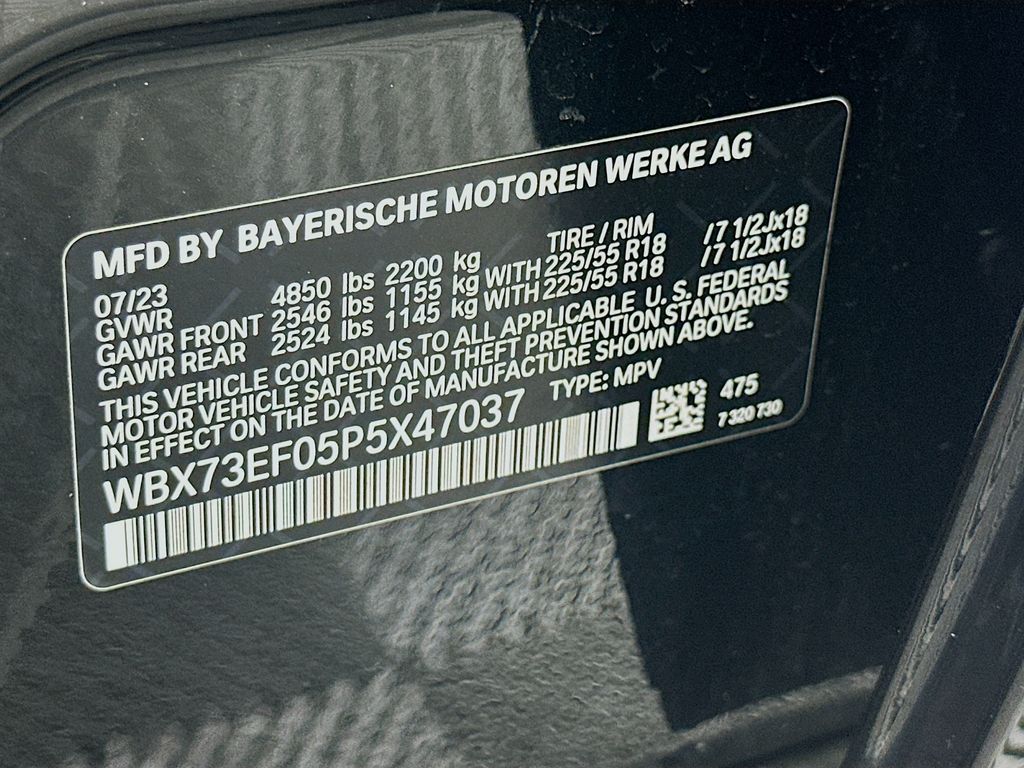 MFD BY BAYERISCHE MOTOREN WERKE AG
07/23 TIRE / RIM
GVWR 4850 lbs 2200 kg
GAWR FRONT 2546 lbs 1155 kg WITH 225/55 R18 /7 1/2Jx18
GAWR REAR 2524 lbs 1145 kg WITH 225/55 R18 /7 1/2Jx18
THIS VEHICLE CONFORMS TO ALL APPLICABLE U. S. FEDERAL
MOTOR VEHICLE SAFETY AND THEFT PREVENTION STANDARDS
IN EFFECT ON THE DATE OF MANUFACTURE SHOWN ABOVE.
WBX73EF05P5X47037 TYPE: MPV 475
7 320 730